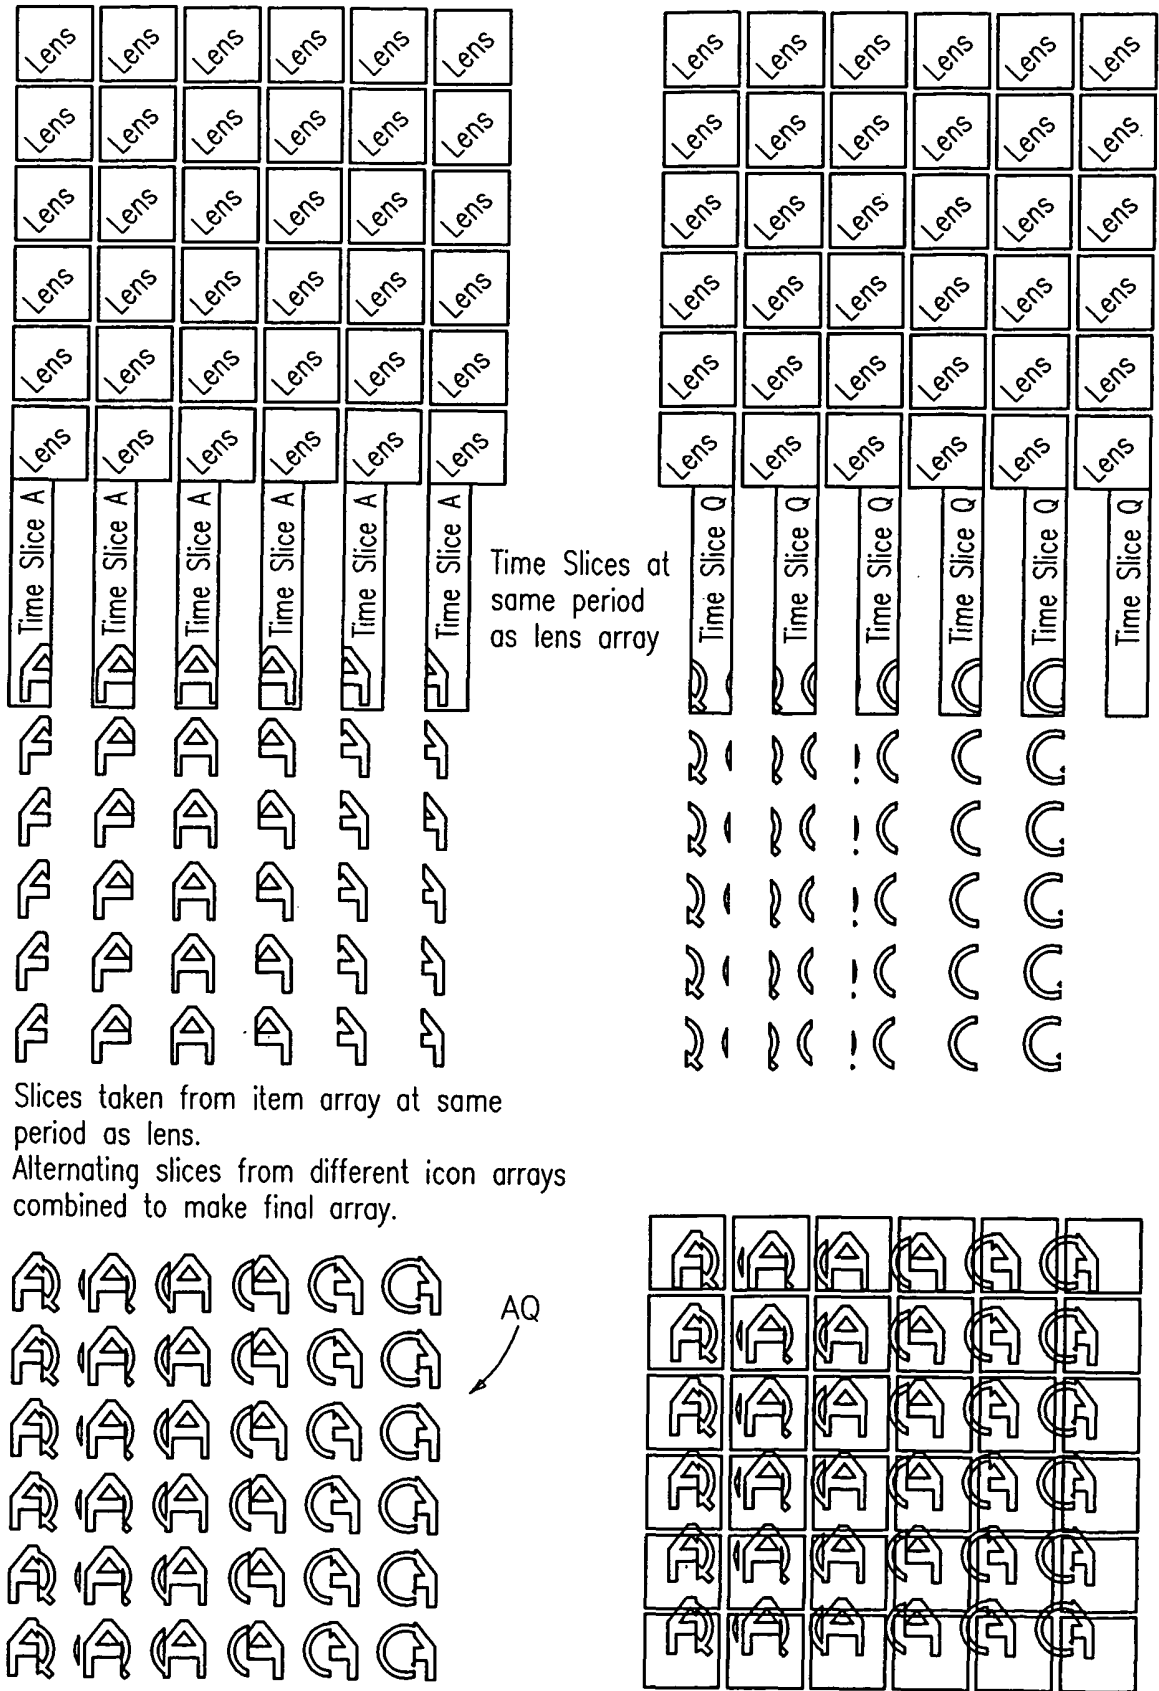 Lens Lens Lens Lens Lens Lens
Lens Lens Lens Lens Lens Lens
Lens Lens Lens Lens Lens Lens
Lens Lens Lens Lens Lens Lens
Lens Lens Lens Lens Lens Lens
Lens Lens Lens Lens Lens Lens
Time Slice A
Time Slice A
Time Slice A
Time Slice A
Time Slice A
Time Slice A
Time Slices at
same period
as lens array
Lens Lens Lens Lens Lens Lens
Lens Lens Lens Lens Lens Lens
Lens Lens Lens Lens Lens Lens
Lens Lens Lens Lens Lens Lens
Lens Lens Lens Lens Lens Lens
Lens Lens Lens Lens Lens Lens
Time Slice Q
Time Slice Q
Time Slice Q
Time Slice Q
Time Slice Q
Time Slice Q
Slices taken from item array at same
period as lens.
Alternating slices from different icon arrays
combined to make final array.
AQ